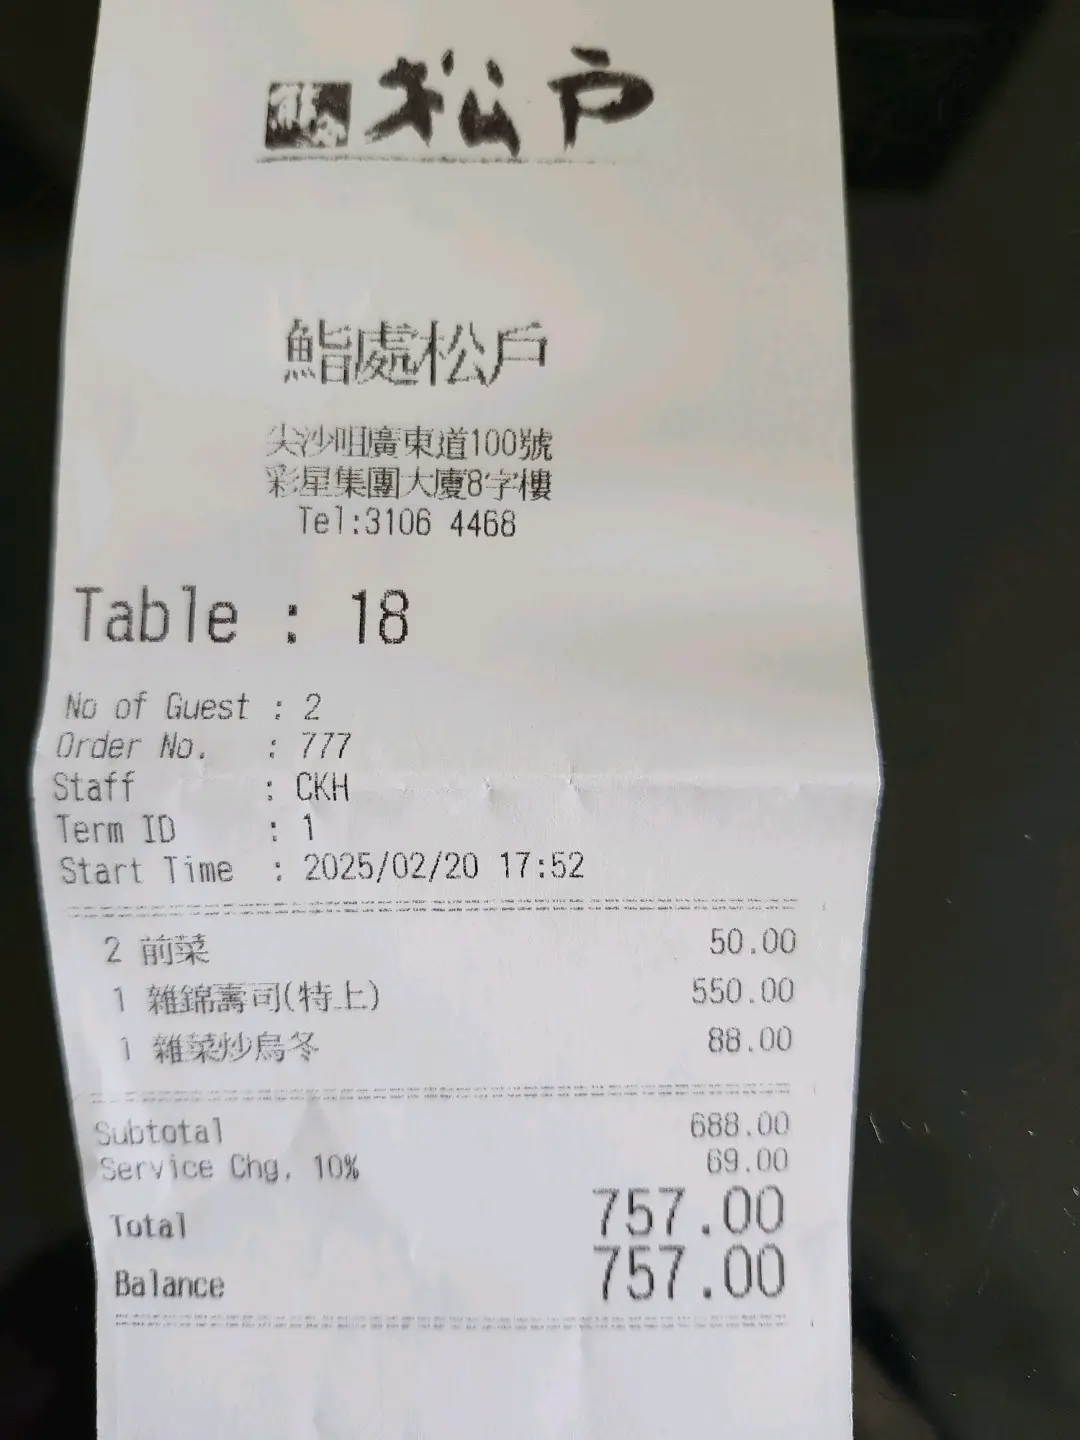 松戸
鮨處松戶
尖沙咀廣東道100號
彩星集團大廈8字樓
Tel:3106 4468
Table : 18
No of Guest : 2
Order No. : 777
Staff : CKH
Term ID : 1
Start Time : 2025/02/20 17:52
2 前菜 50.00
1 雜錦壽司(特上) 550.00
1 雜菜炒烏冬 88.00
Subtotal 688.00
Service Chg. 10% 69.00
Total 757.00
Balance 757.00